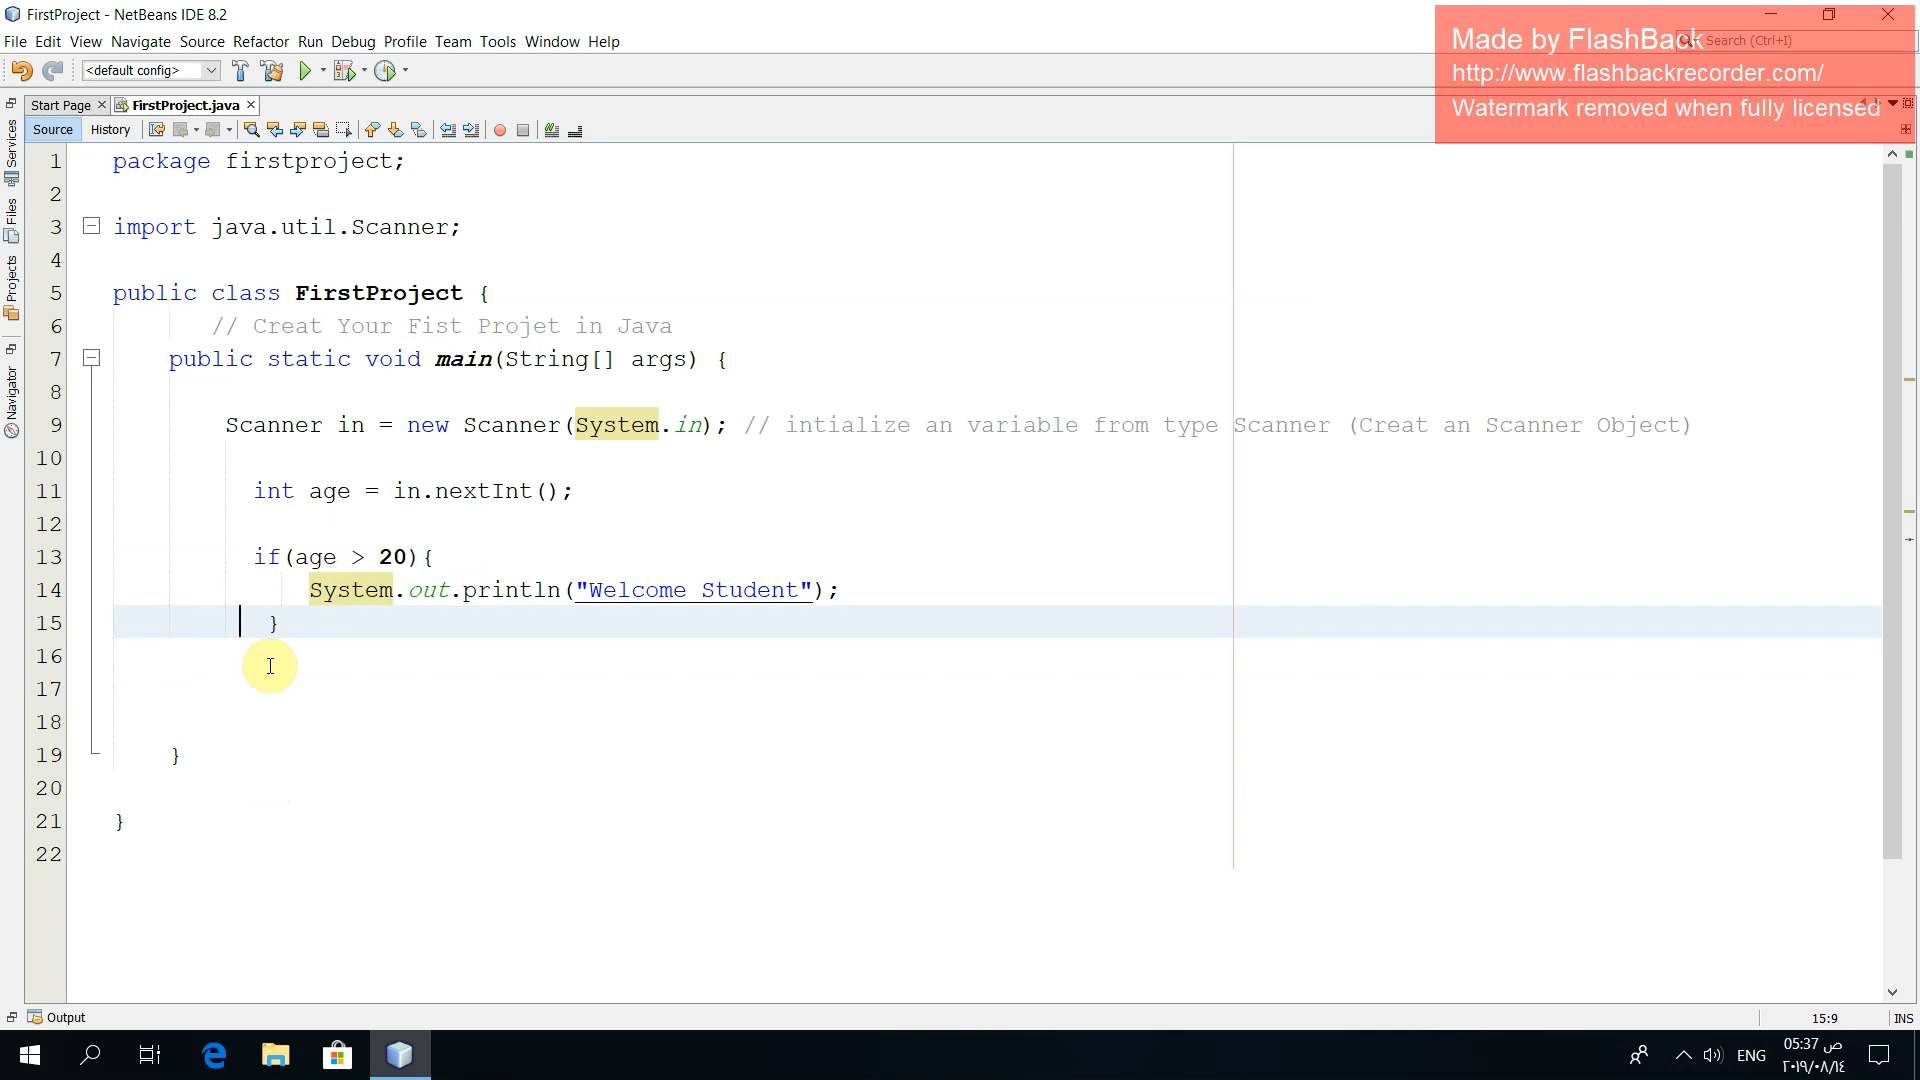 FirstProject - NetBeans IDE 8.2
File Edit View Navigate Source Refactor Run Debug Profile Team Tools Window Help
Search (Ctrl+I)
Made by FlashBack
http://www.flashbackrecorder.com/
Watermark removed when fully licensed
<default config>
Start Page
FirstProject.java
Source
History
Services
Files
Projects
Navigator
1 package firstproject;
2
3 import java.util.Scanner;
4
5 public class FirstProject {
6 // Creat Your Fist Projet in Java
7 public static void main(String[] args) {
8
9 Scanner in = new Scanner(System.in); // intialize an variable from type Scanner (Creat an Scanner Object)
10
11 int age = in.nextInt();
12
13 if(age > 20){
14 System.out.println("Welcome Student");
15 }
16
17
18
19 }
20
21 }
22
Output
15:9
INS
ENG
05:37 ص
٢٠١٩/٠٨/١٤